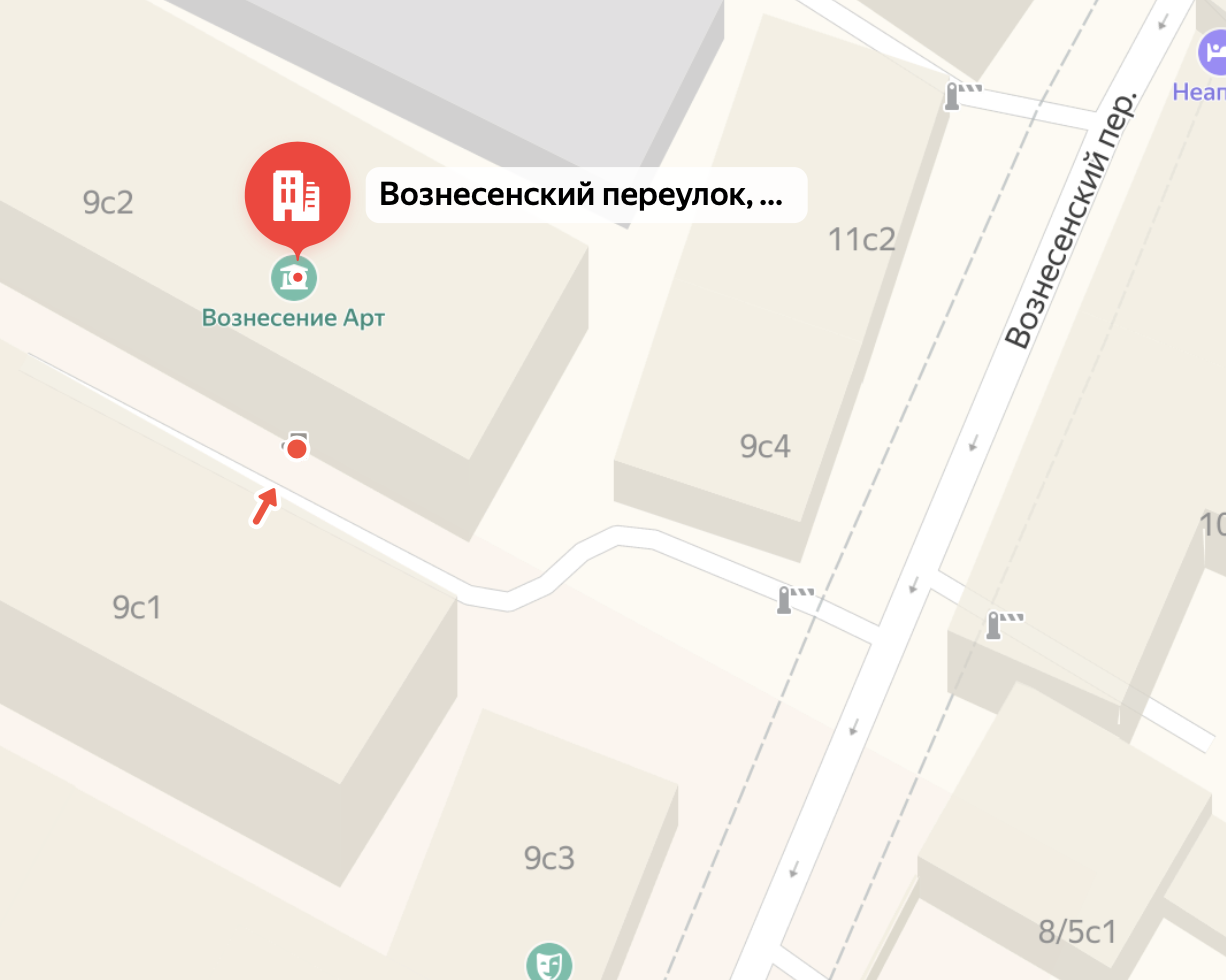 Вознесенский пер.
9с2
Вознесенский переулок, ...
11с2
Вознесение Арт
9с4
9с1
9с3
8/5с1